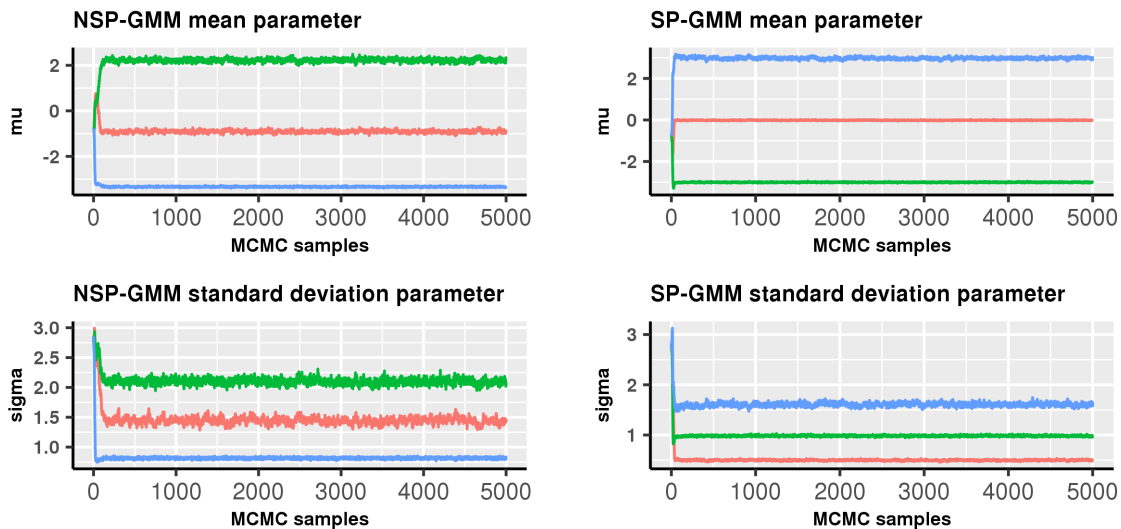 NSP-GMM mean parameter
mu
2
0
-2
0 1000 2000 3000 4000 5000
MCMC samples
SP-GMM mean parameter
mu
2
0
-2
0 1000 2000 3000 4000 5000
MCMC samples
NSP-GMM standard deviation parameter
sigma
3.0
2.5
2.0
1.5
1.0
0 1000 2000 3000 4000 5000
MCMC samples
SP-GMM standard deviation parameter
sigma
3
2
1
0 1000 2000 3000 4000 5000
MCMC samples